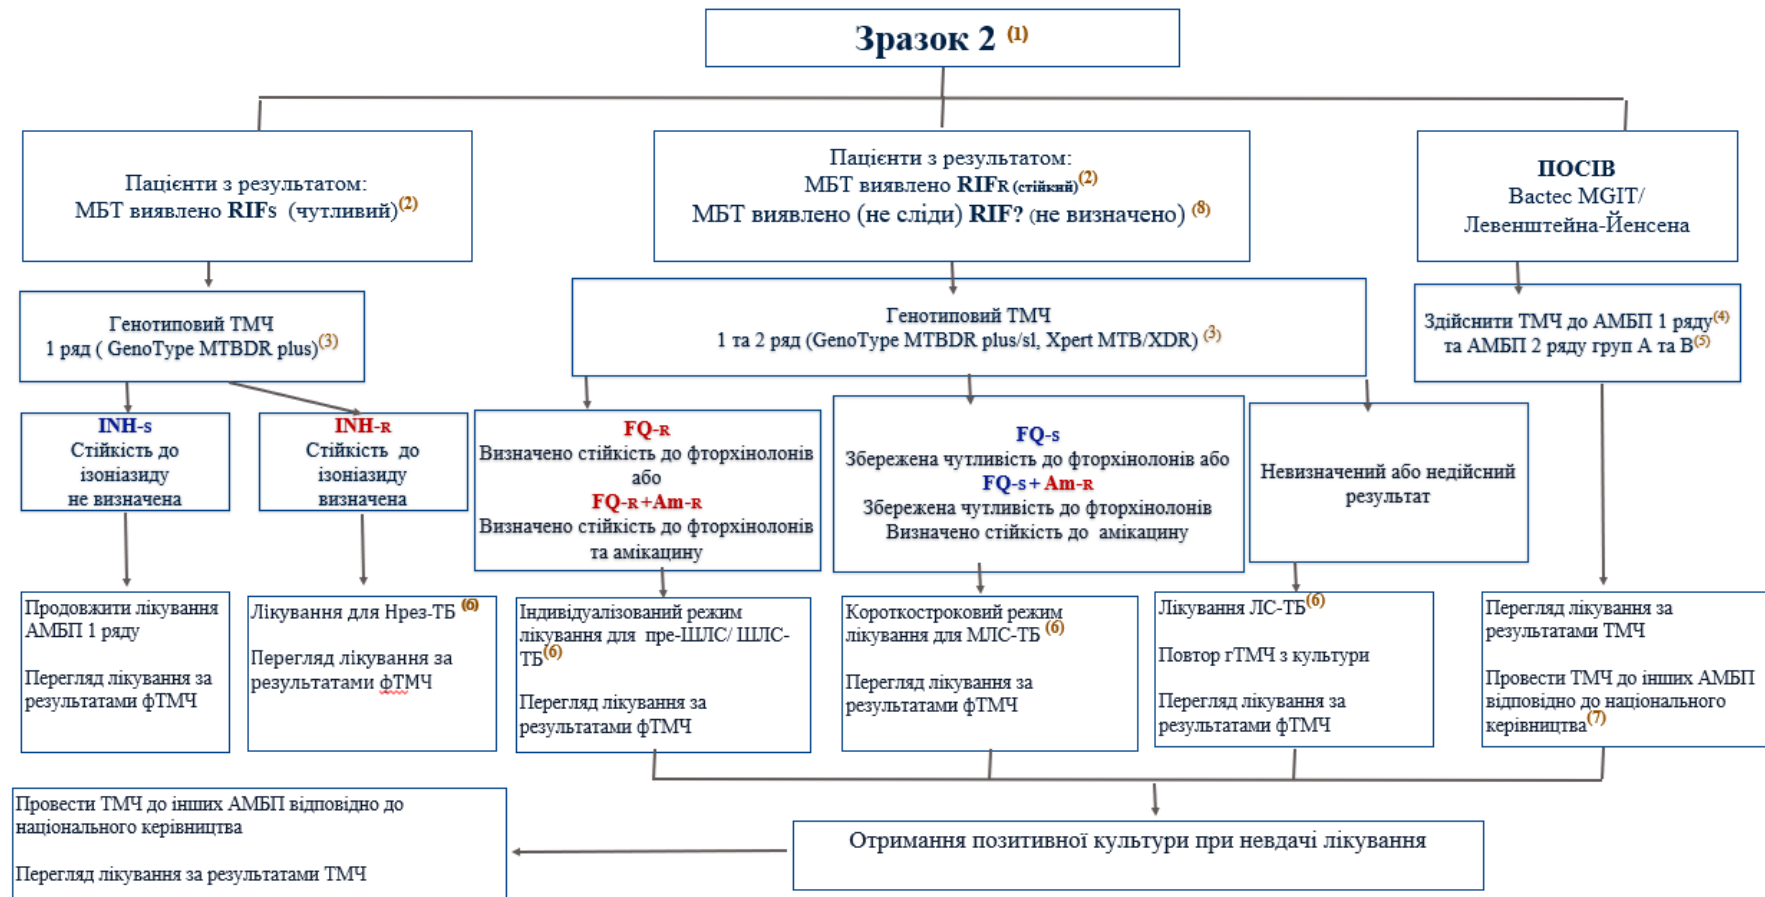 Зразок 2 (1)
Пацієнти з результатом:
МБТ виявлено RIFs (чутливий)(2)
Пацієнти з результатом:
МБТ виявлено RIFR (стійкий)(2)
МБТ виявлено (не сліди) RIF? (не визначено) (8)
ПОСІВ
Bactec MGIT/
Левенштейна-Йенсена
Генотиповий ТМЧ
1 ряд ( GenoType MTBDR plus)(3)
Генотиповий ТМЧ
1 та 2 ряд (GenoType MTBDR plus/sl, Xpert MTB/XDR) (3)
Здійснити ТМЧ до АМБП 1 ряду(4)
та АМБП 2 ряду груп А та В(5)
INH-S
Стійкість до
ізоніазиду
не визначена
INH-R
Стійкість до
ізоніазиду
визначена
FQ-R
Визначено стійкість до фторхінолонів
або
FQ-R+Am-R
Визначено стійкість до фторхінолонів
та амікацину
FQ-S
Збережена чутливість до фторхінолонів або
FQ-S+ Am-R
Збережена чутливість до фторхінолонів
Визначено стійкість до амікацину
Невизначений або недійсний
результат
Продовжити лікування
АМБП 1 ряду
Перегляд лікування за
результатами фТМЧ
Лікування для Нрез-ТБ (6)
Перегляд лікування за
результатами фТМЧ
Індивідуалізований режим
лікування для пре-ШЛС/ ШЛС-
ТБ(6)
Перегляд лікування за
результатами фТМЧ
Короткостроковий режим
лікування для МЛС-ТБ (6)
Перегляд лікування за
результатами фТМЧ
Лікування ЛС-ТБ(6)
Повтор гТМЧ з культури
Перегляд лікування за
результатами фТМЧ
Перегляд лікування за
результатами ТМЧ
Провести ТМЧ до інших АМБП
відповідно до національного
керівництва(7)
Провести ТМЧ до інших АМБП відповідно до
національного керівництва
Перегляд лікування за результатами ТМЧ
Отримання позитивної культури при невдачі лікування